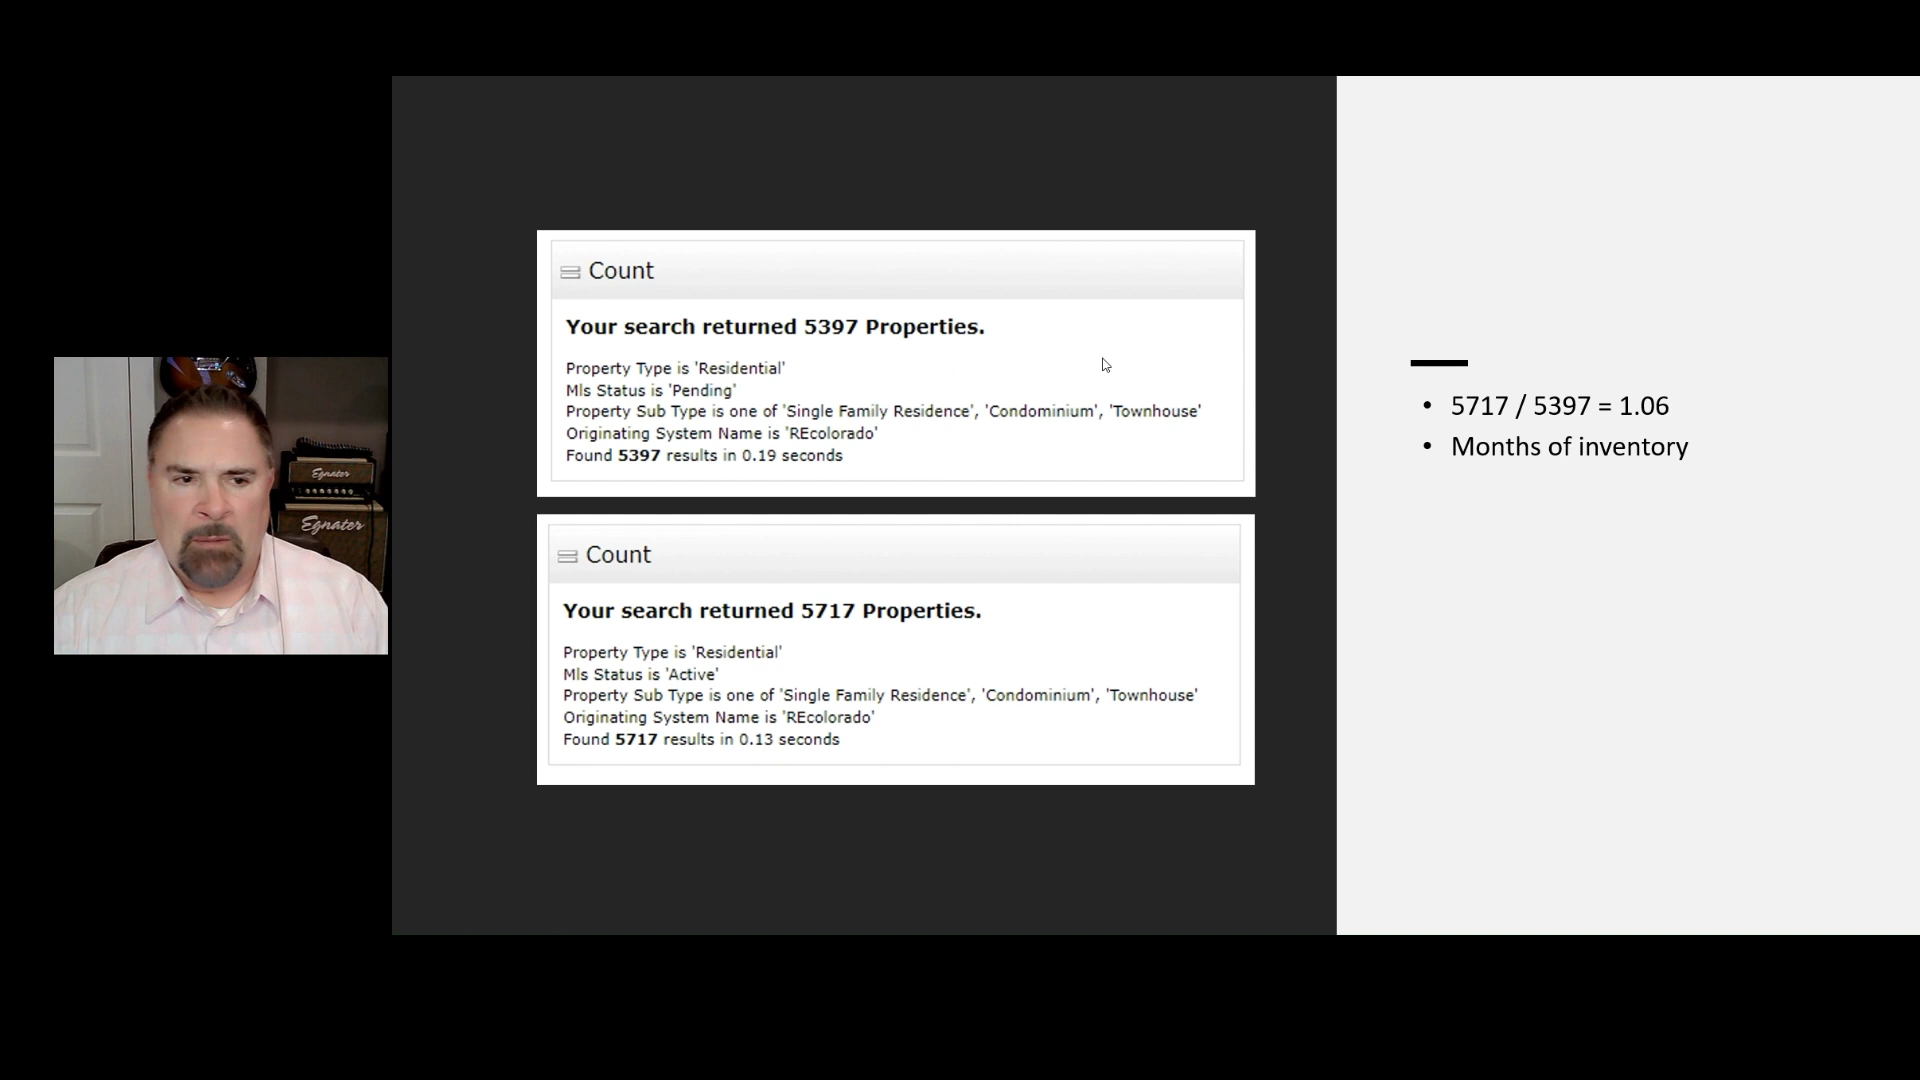 Egnater
Egnater
Count
Your search returned 5397 Properties.
Property Type is 'Residential'
Mls Status is 'Pending'
Property Sub Type is one of 'Single Family Residence', 'Condominium', 'Townhouse'
Originating System Name is 'REcolorado'
Found 5397 results in 0.19 seconds
Count
Your search returned 5717 Properties.
Property Type is 'Residential'
Mls Status is 'Active'
Property Sub Type is one of 'Single Family Residence', 'Condominium', 'Townhouse'
Originating System Name is 'REcolorado'
Found 5717 results in 0.13 seconds
• 5717 / 5397 = 1.06
• Months of inventory